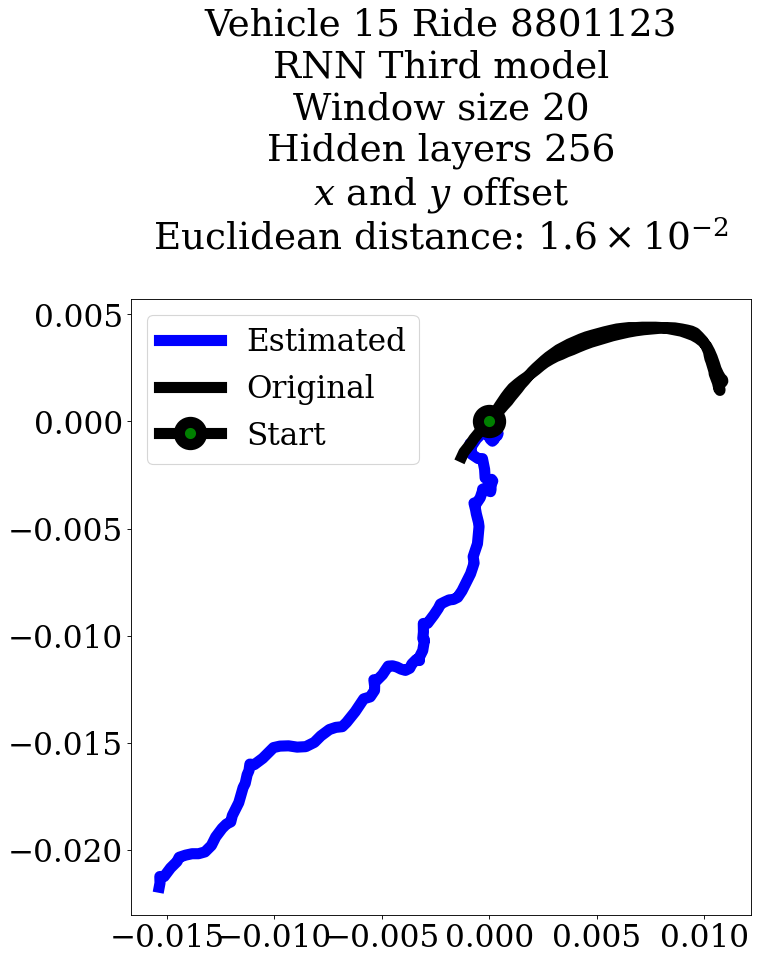 Vehicle 15 Ride 8801123
RNN Third model
Window size 20
Hidden layers 256
x and y offset
Euclidean distance: 1.6 × 10⁻²
Estimated
Original
Start
0.005
0.000
−0.005
−0.010
−0.015
−0.020
−0.015 −0.010 −0.005 0.000 0.005 0.010